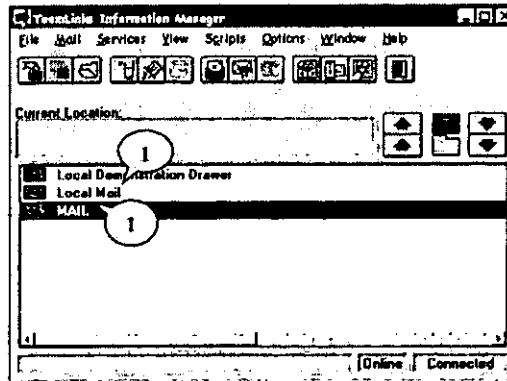 TeamLinks Information Manager
File Mail Services View Scripts Options Window Help
Current Location:
1
Local Demonstration Drawer
Local Mail
MAIL
1
Online Connected